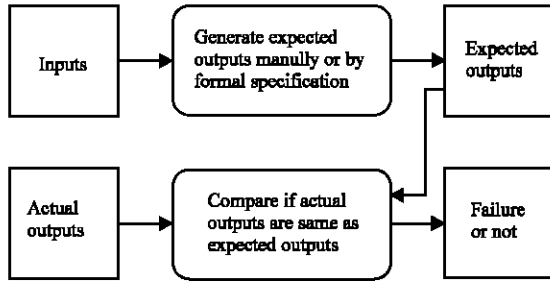 Inputs
Generate expected
outputs manully or by
formal specification
Expected
outputs
Actual
outputs
Compare if actual
outputs are same as
expected outputs
Failure
or not